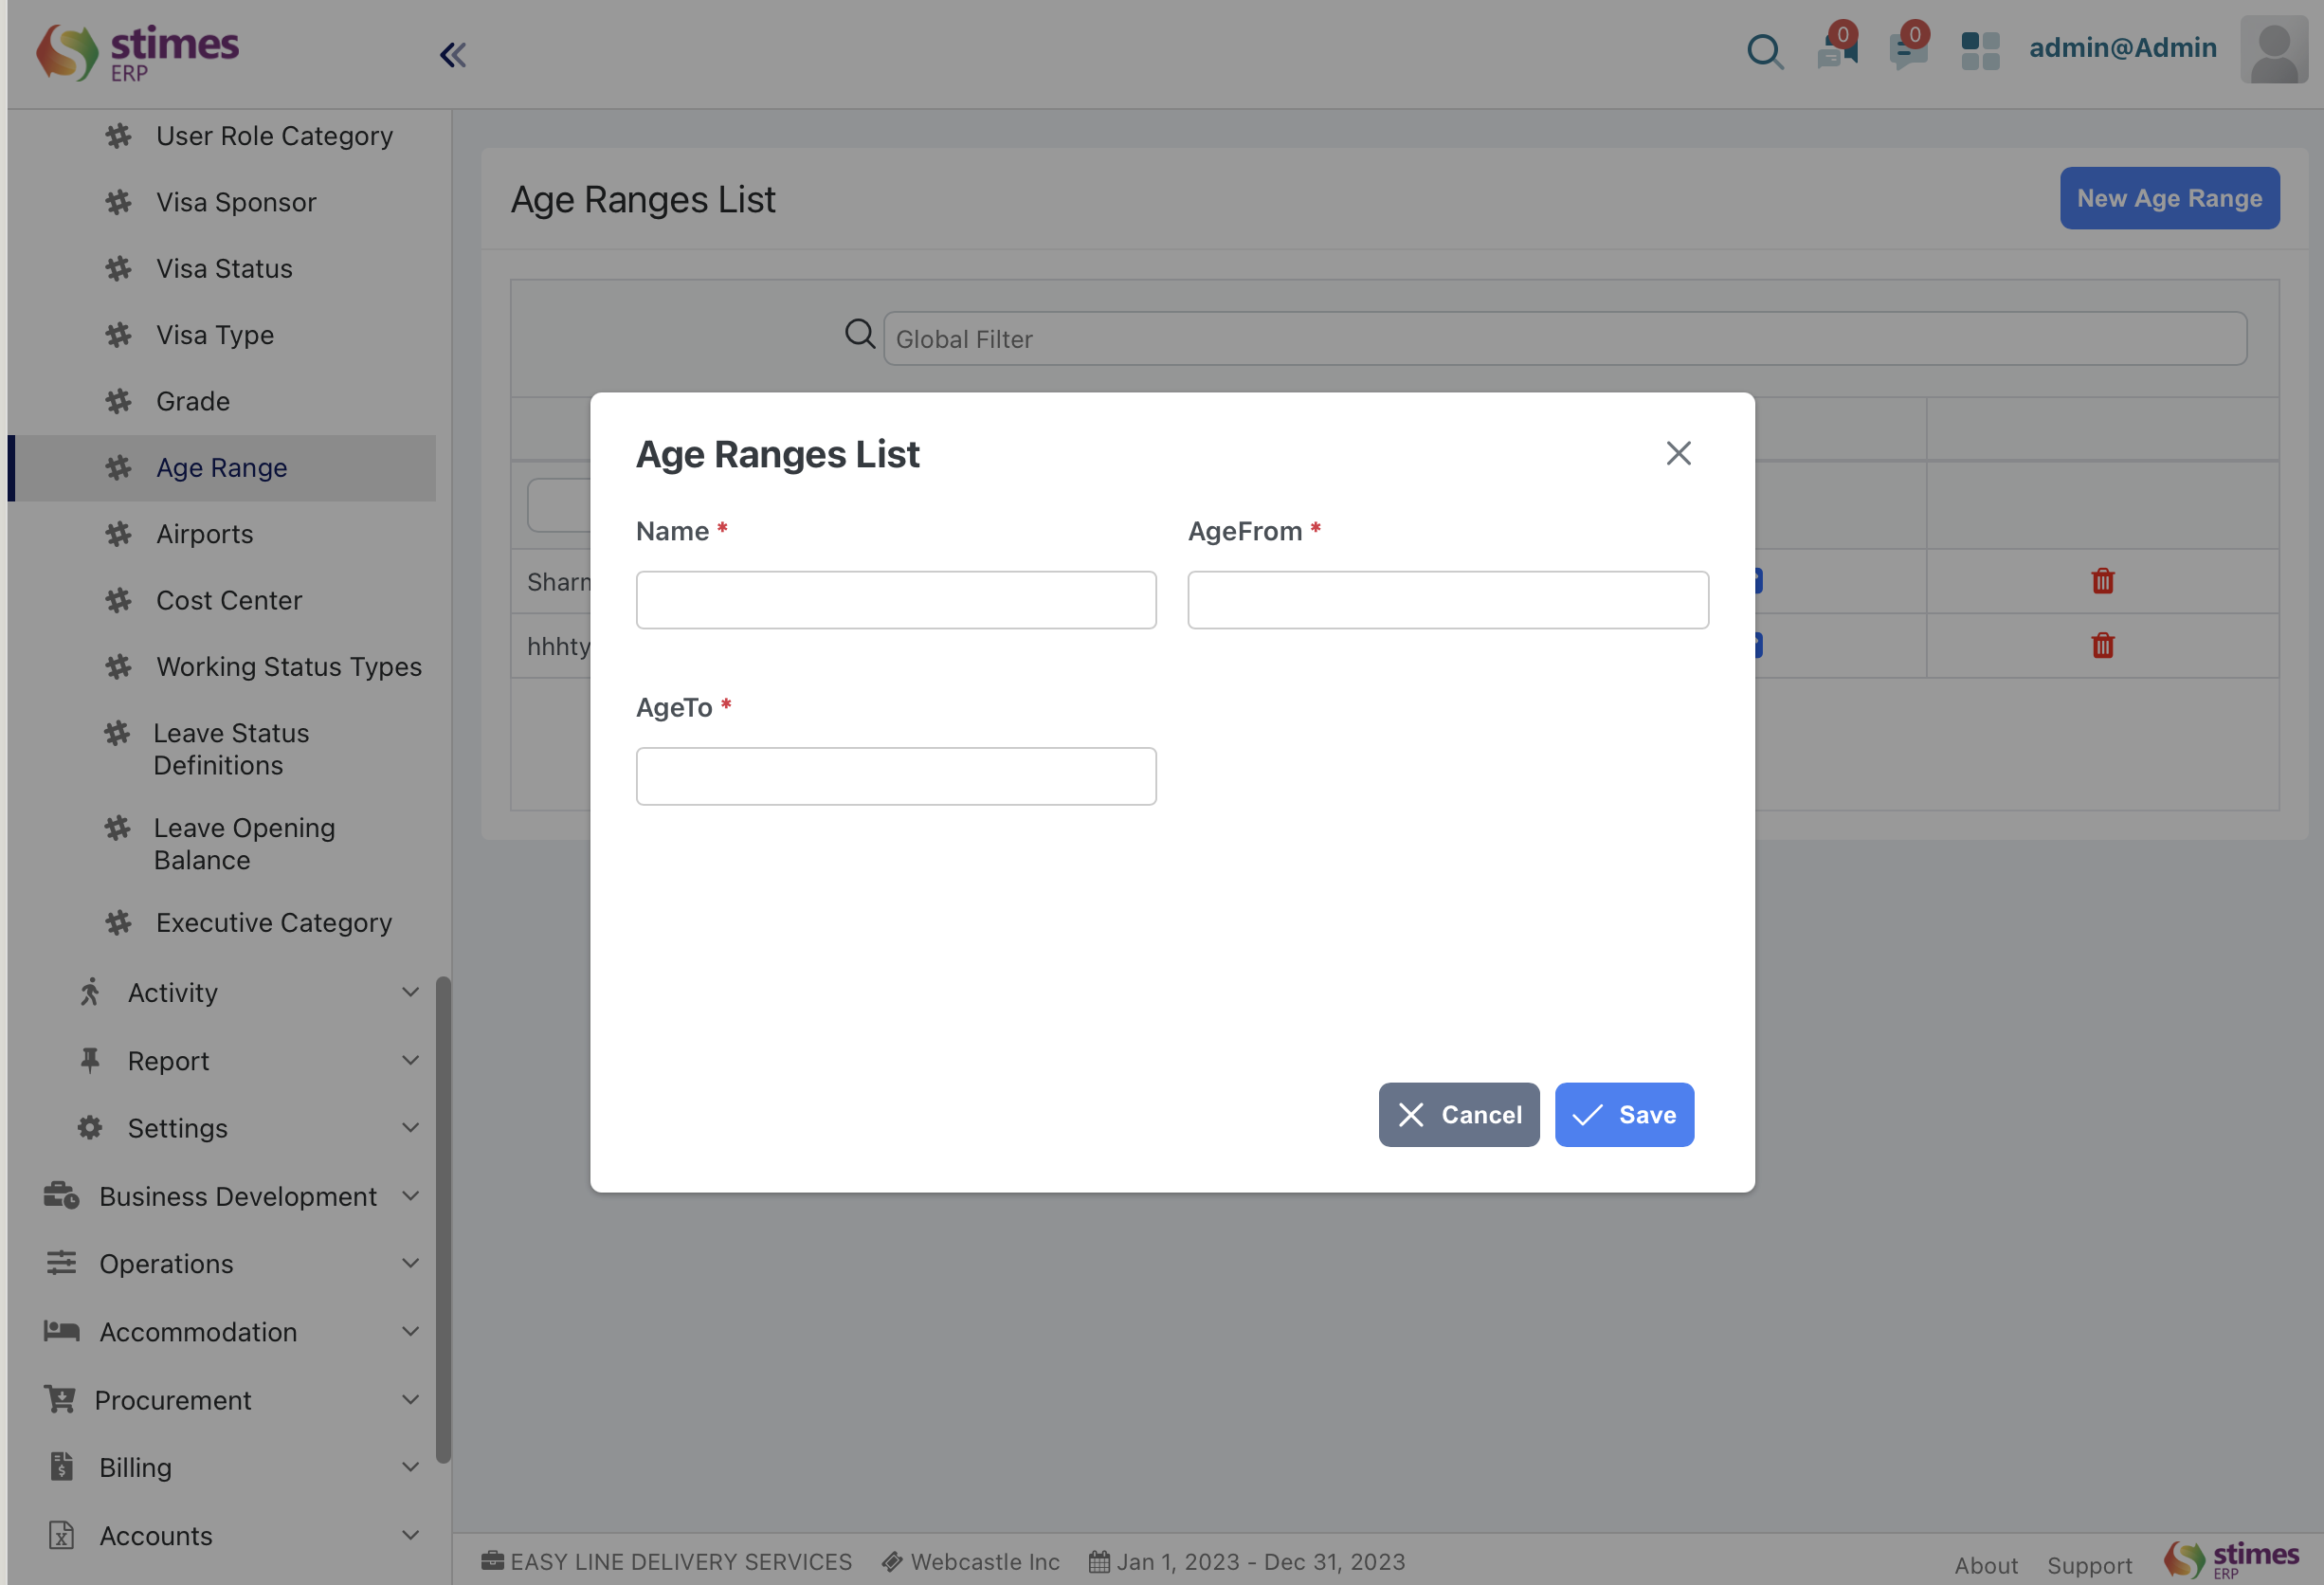 stimes
ERP
0
0
admin@Admin
User Role Category
Visa Sponsor
Visa Status
Visa Type
Grade
Age Range
Airports
Cost Center
Working Status Types
Leave Status
Definitions
Leave Opening
Balance
Executive Category
Activity
Report
Settings
Business Development
Operations
Accommodation
Procurement
Billing
Accounts
Age Ranges List
New Age Range
Global Filter
hhhty
Age Ranges List
Name *
AgeFrom *
AgeTo *
Cancel
Save
EASY LINE DELIVERY SERVICES
Webcastle Inc
Jan 1, 2023 - Dec 31, 2023
About
Support
stimes
ERP